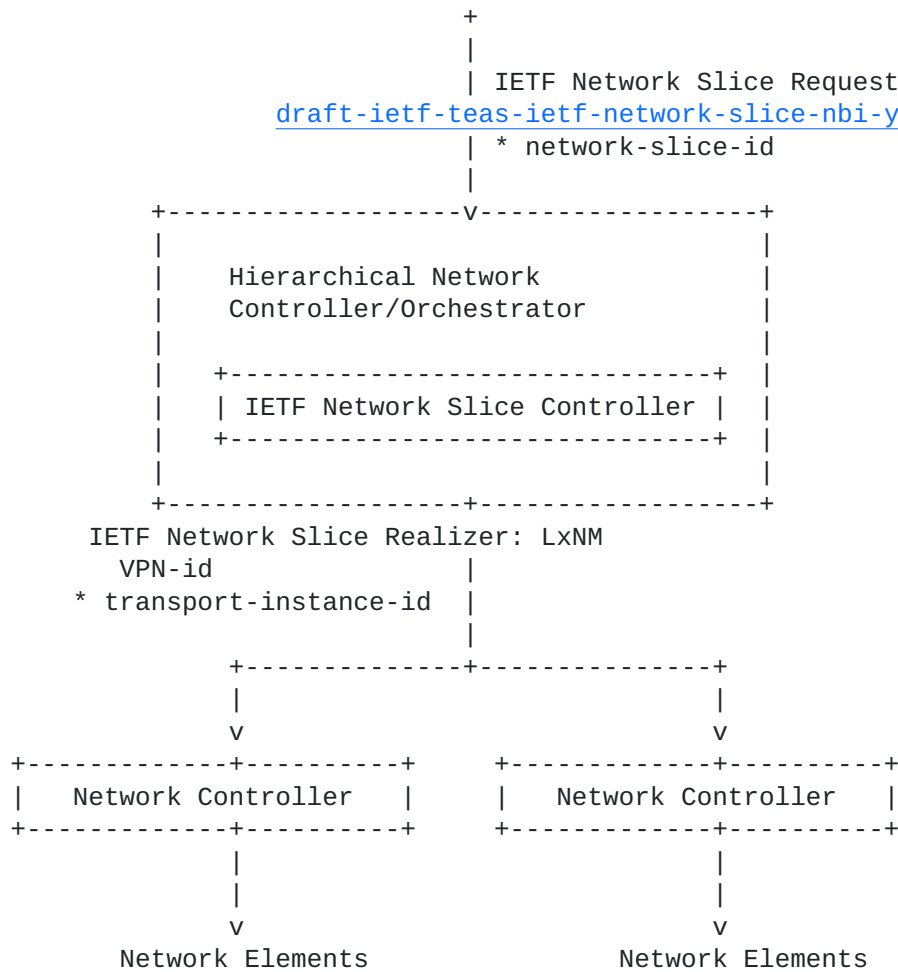 IETF Network Slice Request
draft-ietf-teas-ietf-network-slice-nbi-y
* network-slice-id
Hierarchical Network
Controller/Orchestrator
IETF Network Slice Controller
IETF Network Slice Realizer: LxNM
VPN-id
* transport-instance-id
Network Controller Network Controller
Network Elements Network Elements